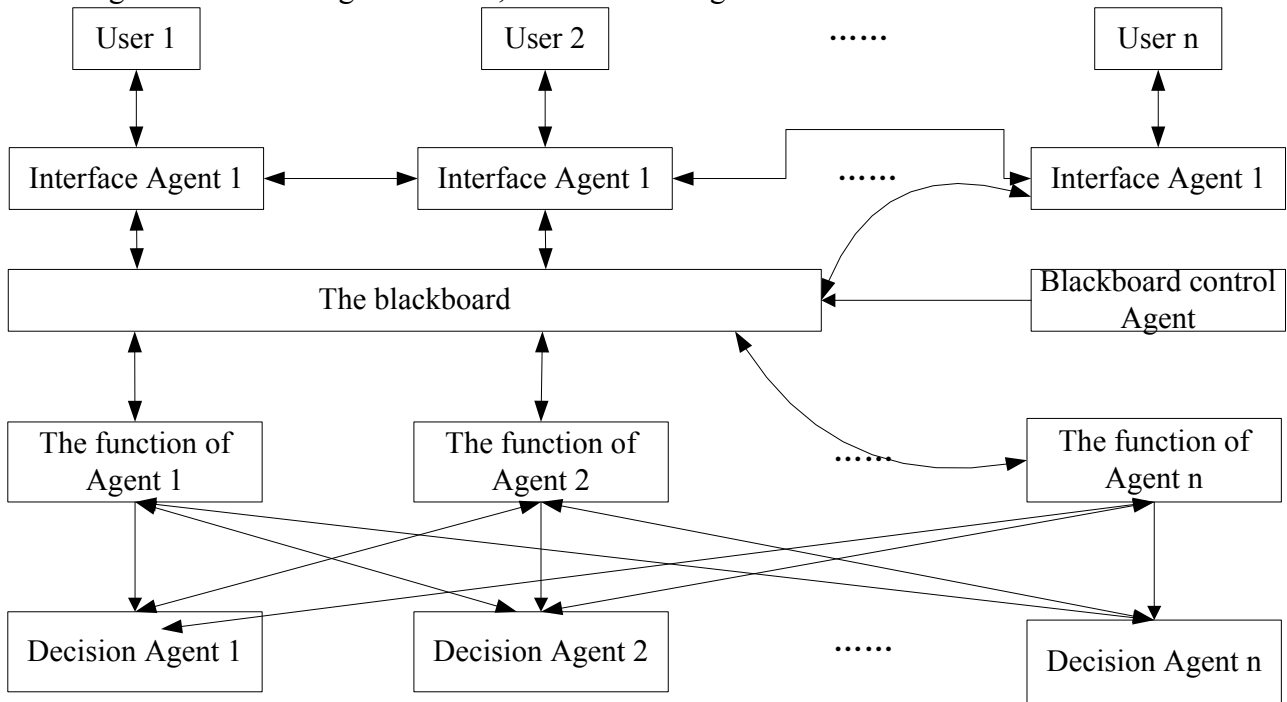 User 1
User 2
......
User n
Interface Agent 1
Interface Agent 1
......
Interface Agent 1
The blackboard
Blackboard control
Agent
The function of
Agent 1
The function of
Agent 2
......
The function of
Agent n
Decision Agent 1
Decision Agent 2
......
Decision Agent n